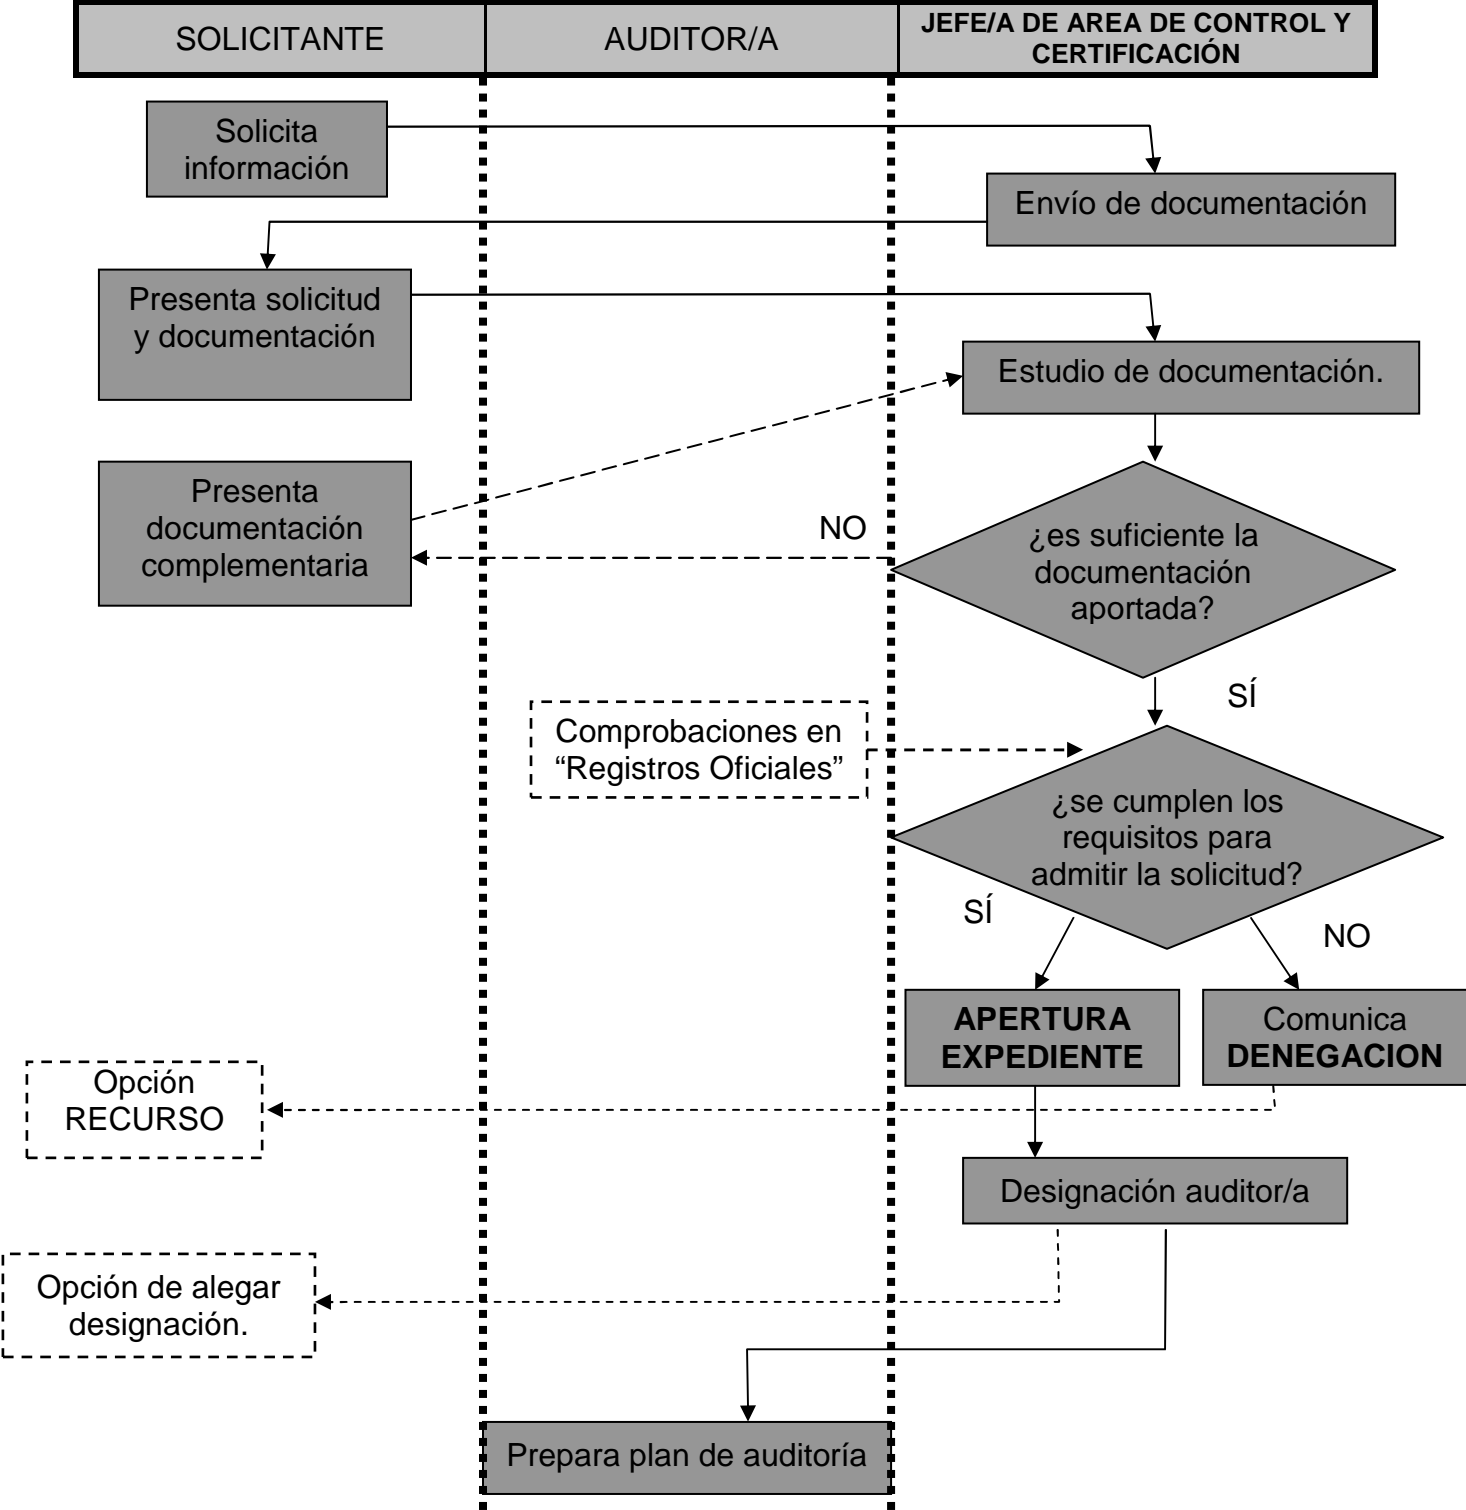 SOLICITANTE
AUDITOR/A
JEFE/A DE AREA DE CONTROL Y
CERTIFICACIÓN
Solicita
información
Envío de documentación
Presenta solicitud
y documentación
Estudio de documentación.
Presenta
documentación
complementaria
NO
¿es suficiente la
documentación
aportada?
SÍ
Comprobaciones en
“Registros Oficiales”
¿se cumplen los
requisitos para
admitir la solicitud?
SÍ
NO
APERTURA
EXPEDIENTE
Comunica
DENEGACION
Opción
RECURSO
Designación auditor/a
Opción de alegar
designación.
Prepara plan de auditoría